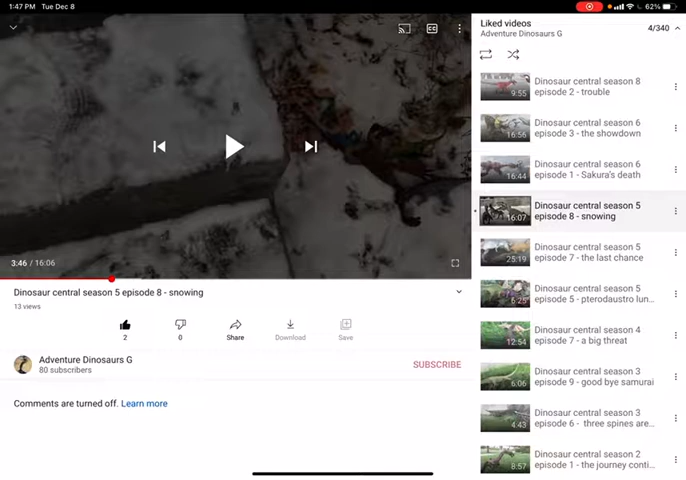 1:47 PM Tue Dec 8
62%
CC
3:46 / 16:06
Dinosaur central season 5 episode 8 - snowing
13 views
2
0
Share
Download
Save
Adventure Dinosaurs G
80 subscribers
SUBSCRIBE
Comments are turned off. Learn more
Liked videos
Adventure Dinosaurs G
4/340
9:55
Dinosaur central season 8
episode 2 - trouble
16:56
Dinosaur central season 6
episode 3 - the showdown
16:44
Dinosaur central season 6
episode 1 - Sakura's death
16:07
Dinosaur central season 5
episode 8 - snowing
25:19
Dinosaur central season 5
episode 7 - the last chance
6:25
Dinosaur central season 5
episode 5 - pterodaustro lun...
12:54
Dinosaur central season 4
episode 7 - a big threat
6:06
Dinosaur central season 3
episode 9 - good bye samurai
4:43
Dinosaur central season 3
episode 6 - three spines are...
8:57
Dinosaur central season 2
episode 1 - the journey conti...